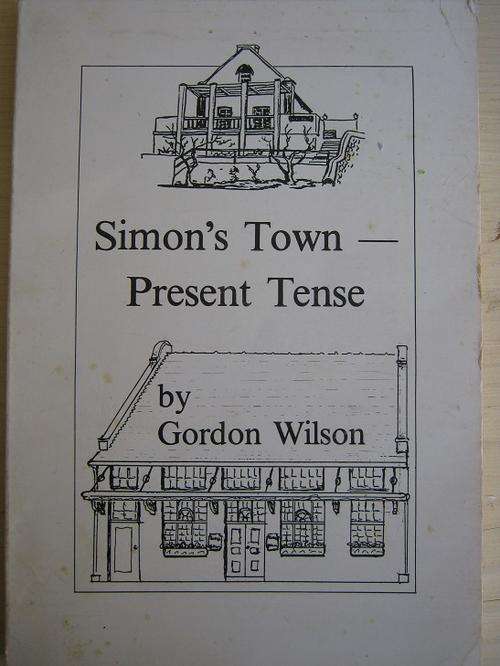 Simon's Town —
Present Tense
by
Gordon Wilson